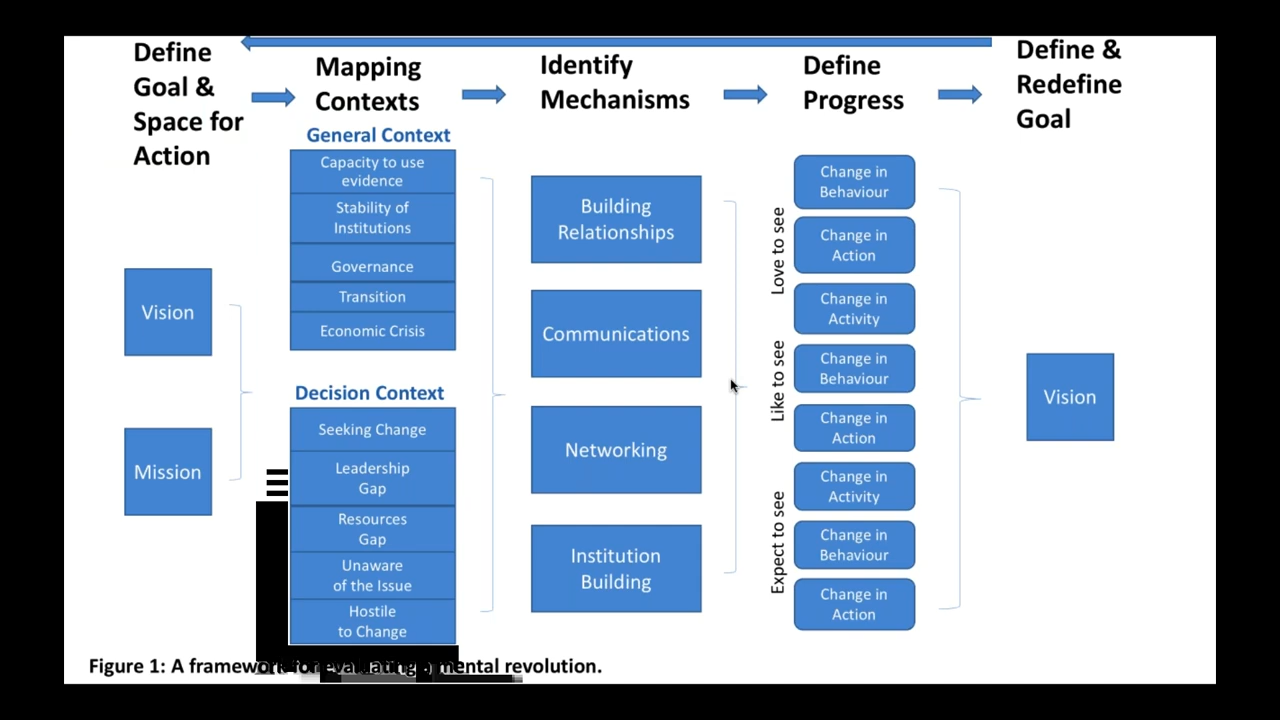 Define
Goal &
Space for
Action
Mapping
Contexts
Identify
Mechanisms
Define
Progress
Define &
Redefine
Goal
Vision
Mission
General Context
Capacity to use
evidence
Stability of
Institutions
Governance
Transition
Economic Crisis
Decision Context
Seeking Change
Leadership
Gap
Resources
Gap
Unaware
of the Issue
Hostile
to Change
Building
Relationships
Communications
Networking
Institution
Building
Love to see
Like to see
Expect to see
Change in
Behaviour
Change in
Action
Change in
Activity
Change in
Behaviour
Change in
Action
Change in
Activity
Change in
Behaviour
Change in
Action
Vision
Figure 1: A framework for evaluating mental revolution.